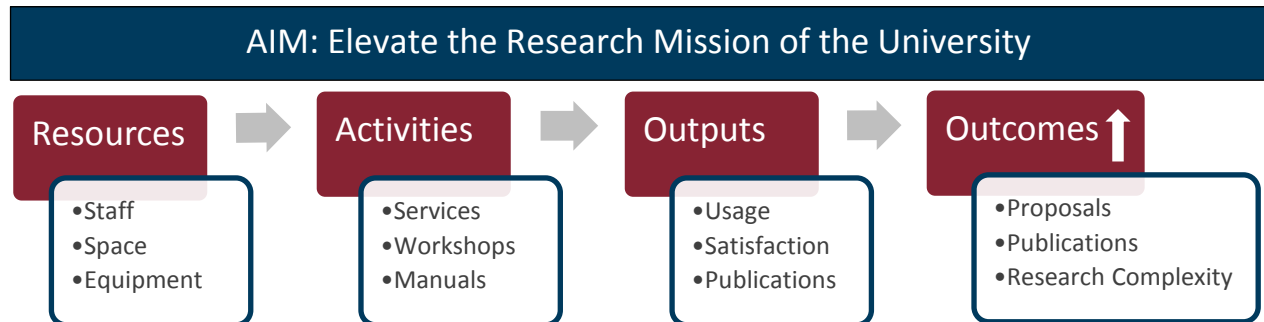 AIM: Elevate the Research Mission of the University
Resources
•Staff
•Space
•Equipment
Activities
•Services
•Workshops
•Manuals
Outputs
•Usage
•Satisfaction
•Publications
Outcomes
•Proposals
•Publications
•Research Complexity